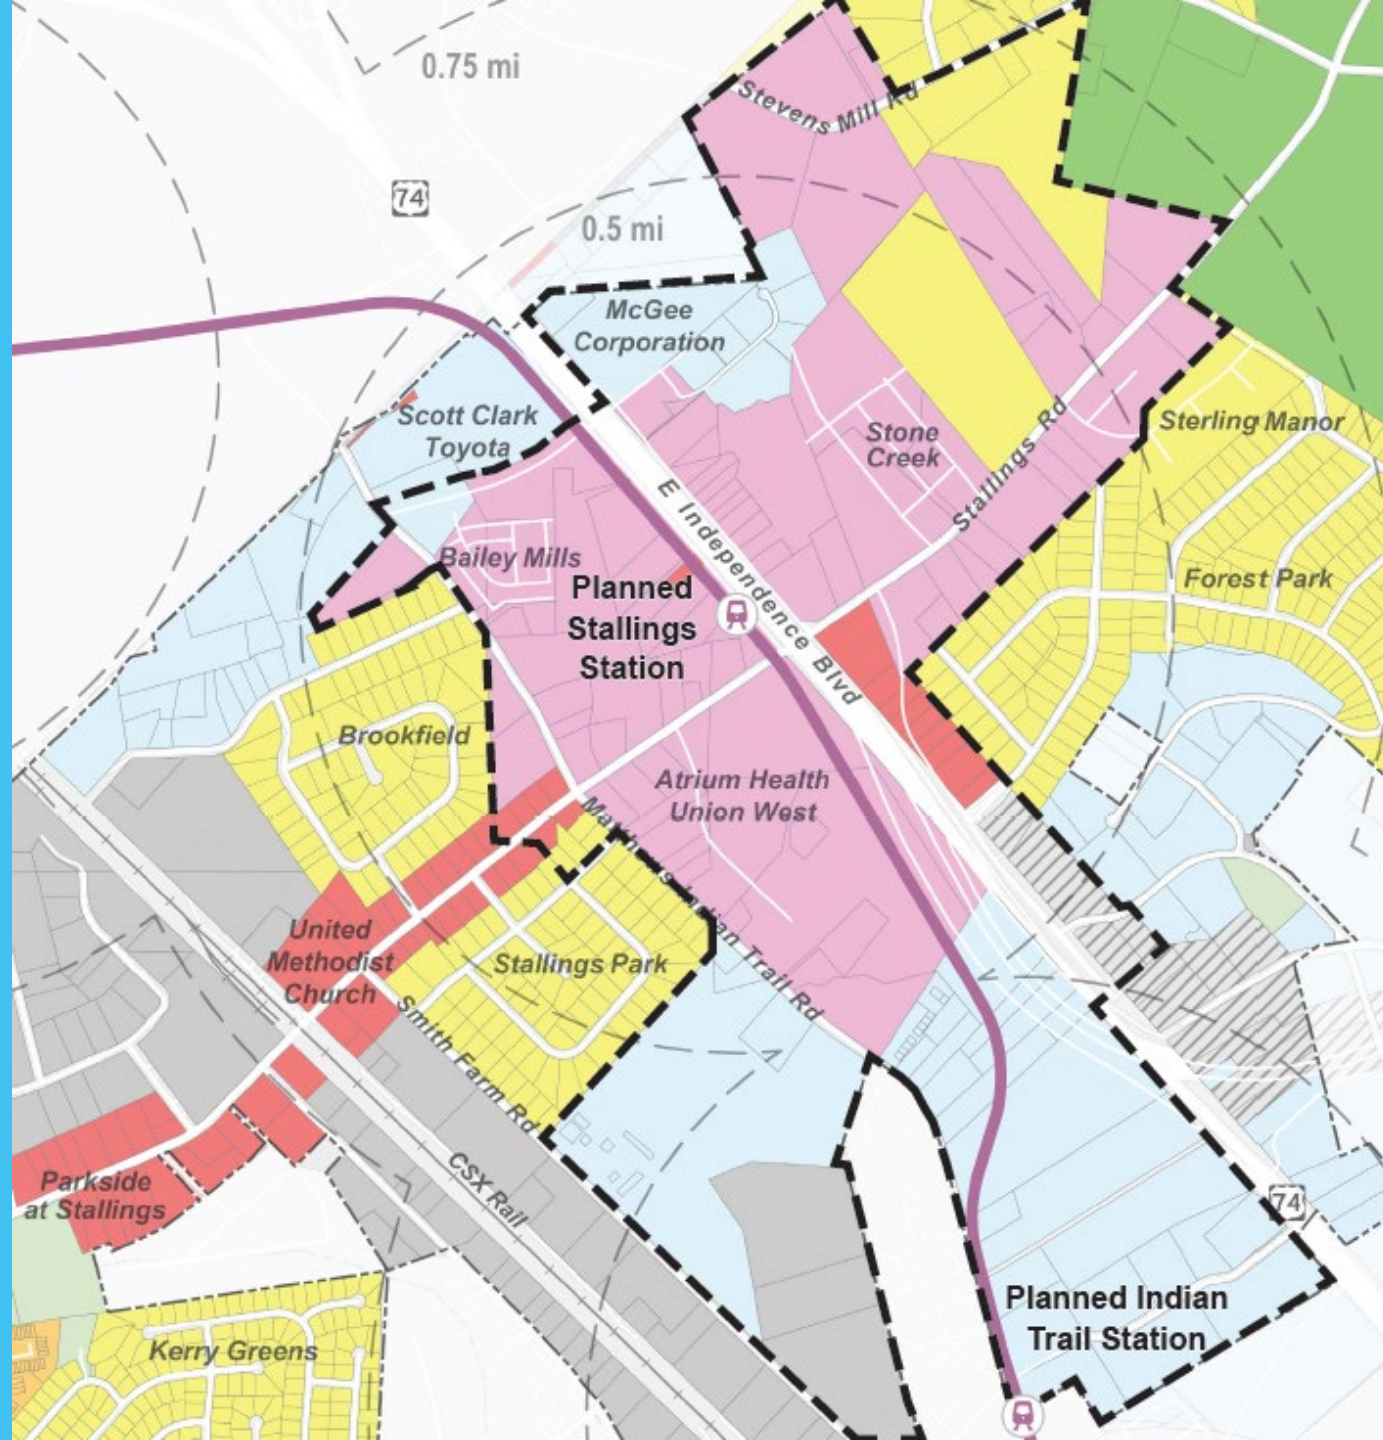 0.75 mi
Stevens Mill Rd
74
0.5 mi
McGee
Corporation
Scott Clark
Toyota
Stone
Creek
Stallings Rd
Sterling Manor
E Independence Blvd
Bailey Mills
Forest Park
Planned
Stallings
Station
Brookfield
Atrium Health
Union West
Matthews Indian Trail Rd
United
Methodist
Church
Stallings Park
Smith Farm Rd
CSX Rail
Parkside
at Stallings
74
Planned Indian
Trail Station
Kerry Greens